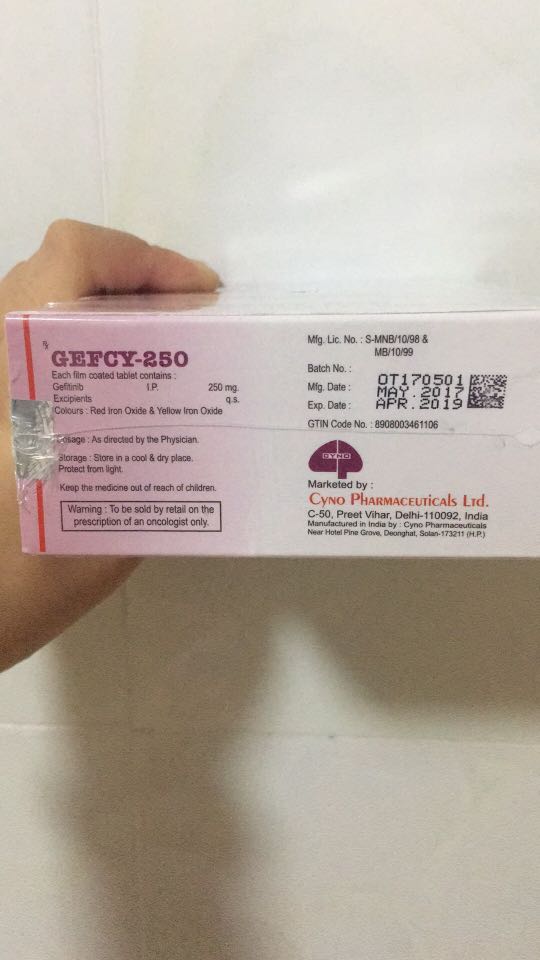 Rx
GEFCY-250
Each film coated tablet contains :
Gefitinib I.P. 250 mg.
Excipients q.s.
Colours : Red Iron Oxide & Yellow Iron Oxide
Dosage : As directed by the Physician.
Storage : Store in a cool & dry place.
Protect from light.
Keep the medicine out of reach of children.
Warning : To be sold by retail on the
prescription of an oncologist only.
Mfg. Lic. No. : S-MNB/10/98 &
MB/10/99
Batch No. : OT170501
Mfg. Date : MAY.2017
Exp. Date : APR.2019
GTIN Code No. : 8908003461106
CYNO
Marketed by :
CYNO PHARMACEUTICALS LTD.
C-50, Preet Vihar, Delhi-110092, India
Manufactured in India by : Cyno Pharmaceuticals
Near Hotel Pine Grove, Deonghat, Solan-173211 (H.P.)